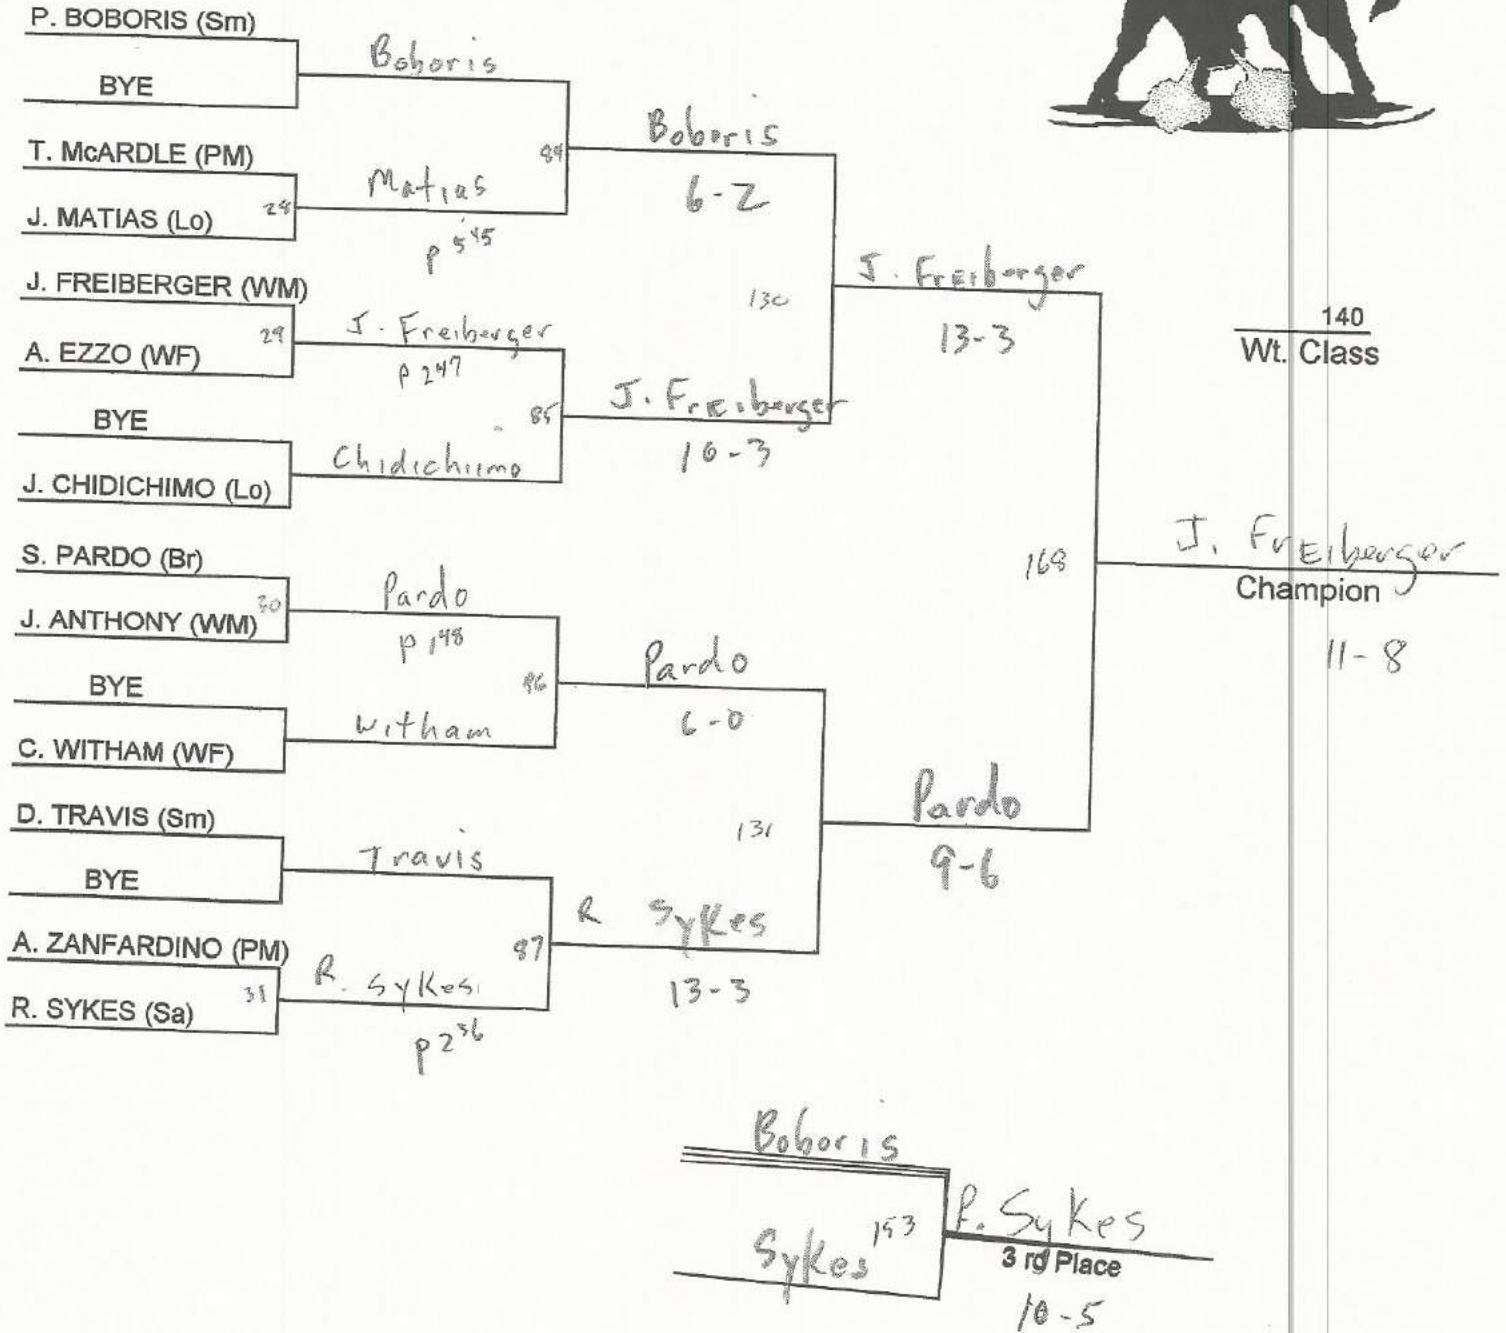 P. BOBORIS (Sm)
BYE
Boboris
T. McARDLE (PM)
J. MATIAS (Lo)
28
Matias
p 5 45
84
Boboris
6-2
J. FREIBERGER (WM)
A. EZZO (WF)
29
J. Freiberger
p 2 47
BYE
J. CHIDICHIMO (Lo)
Chidichiimo
85
J. FrEiberger
10-3
130
J. FrEiberger
13-3
140
Wt. Class
S. PARDO (Br)
J. ANTHONY (WM)
30
Pardo
p 1 48
BYE
C. WITHAM (WF)
Witham
86
Pardo
6-0
D. TRAVIS (Sm)
BYE
Travis
A. ZANFARDINO (PM)
R. SYKES (Sa)
31
R. Sykes
p 2 56
87
R Sykes
13-3
131
Pardo
9-6
168
J. FrEiberger
Champion
11-8
Boboris
Sykes
153
R. Sykes
3 rd Place
10-5